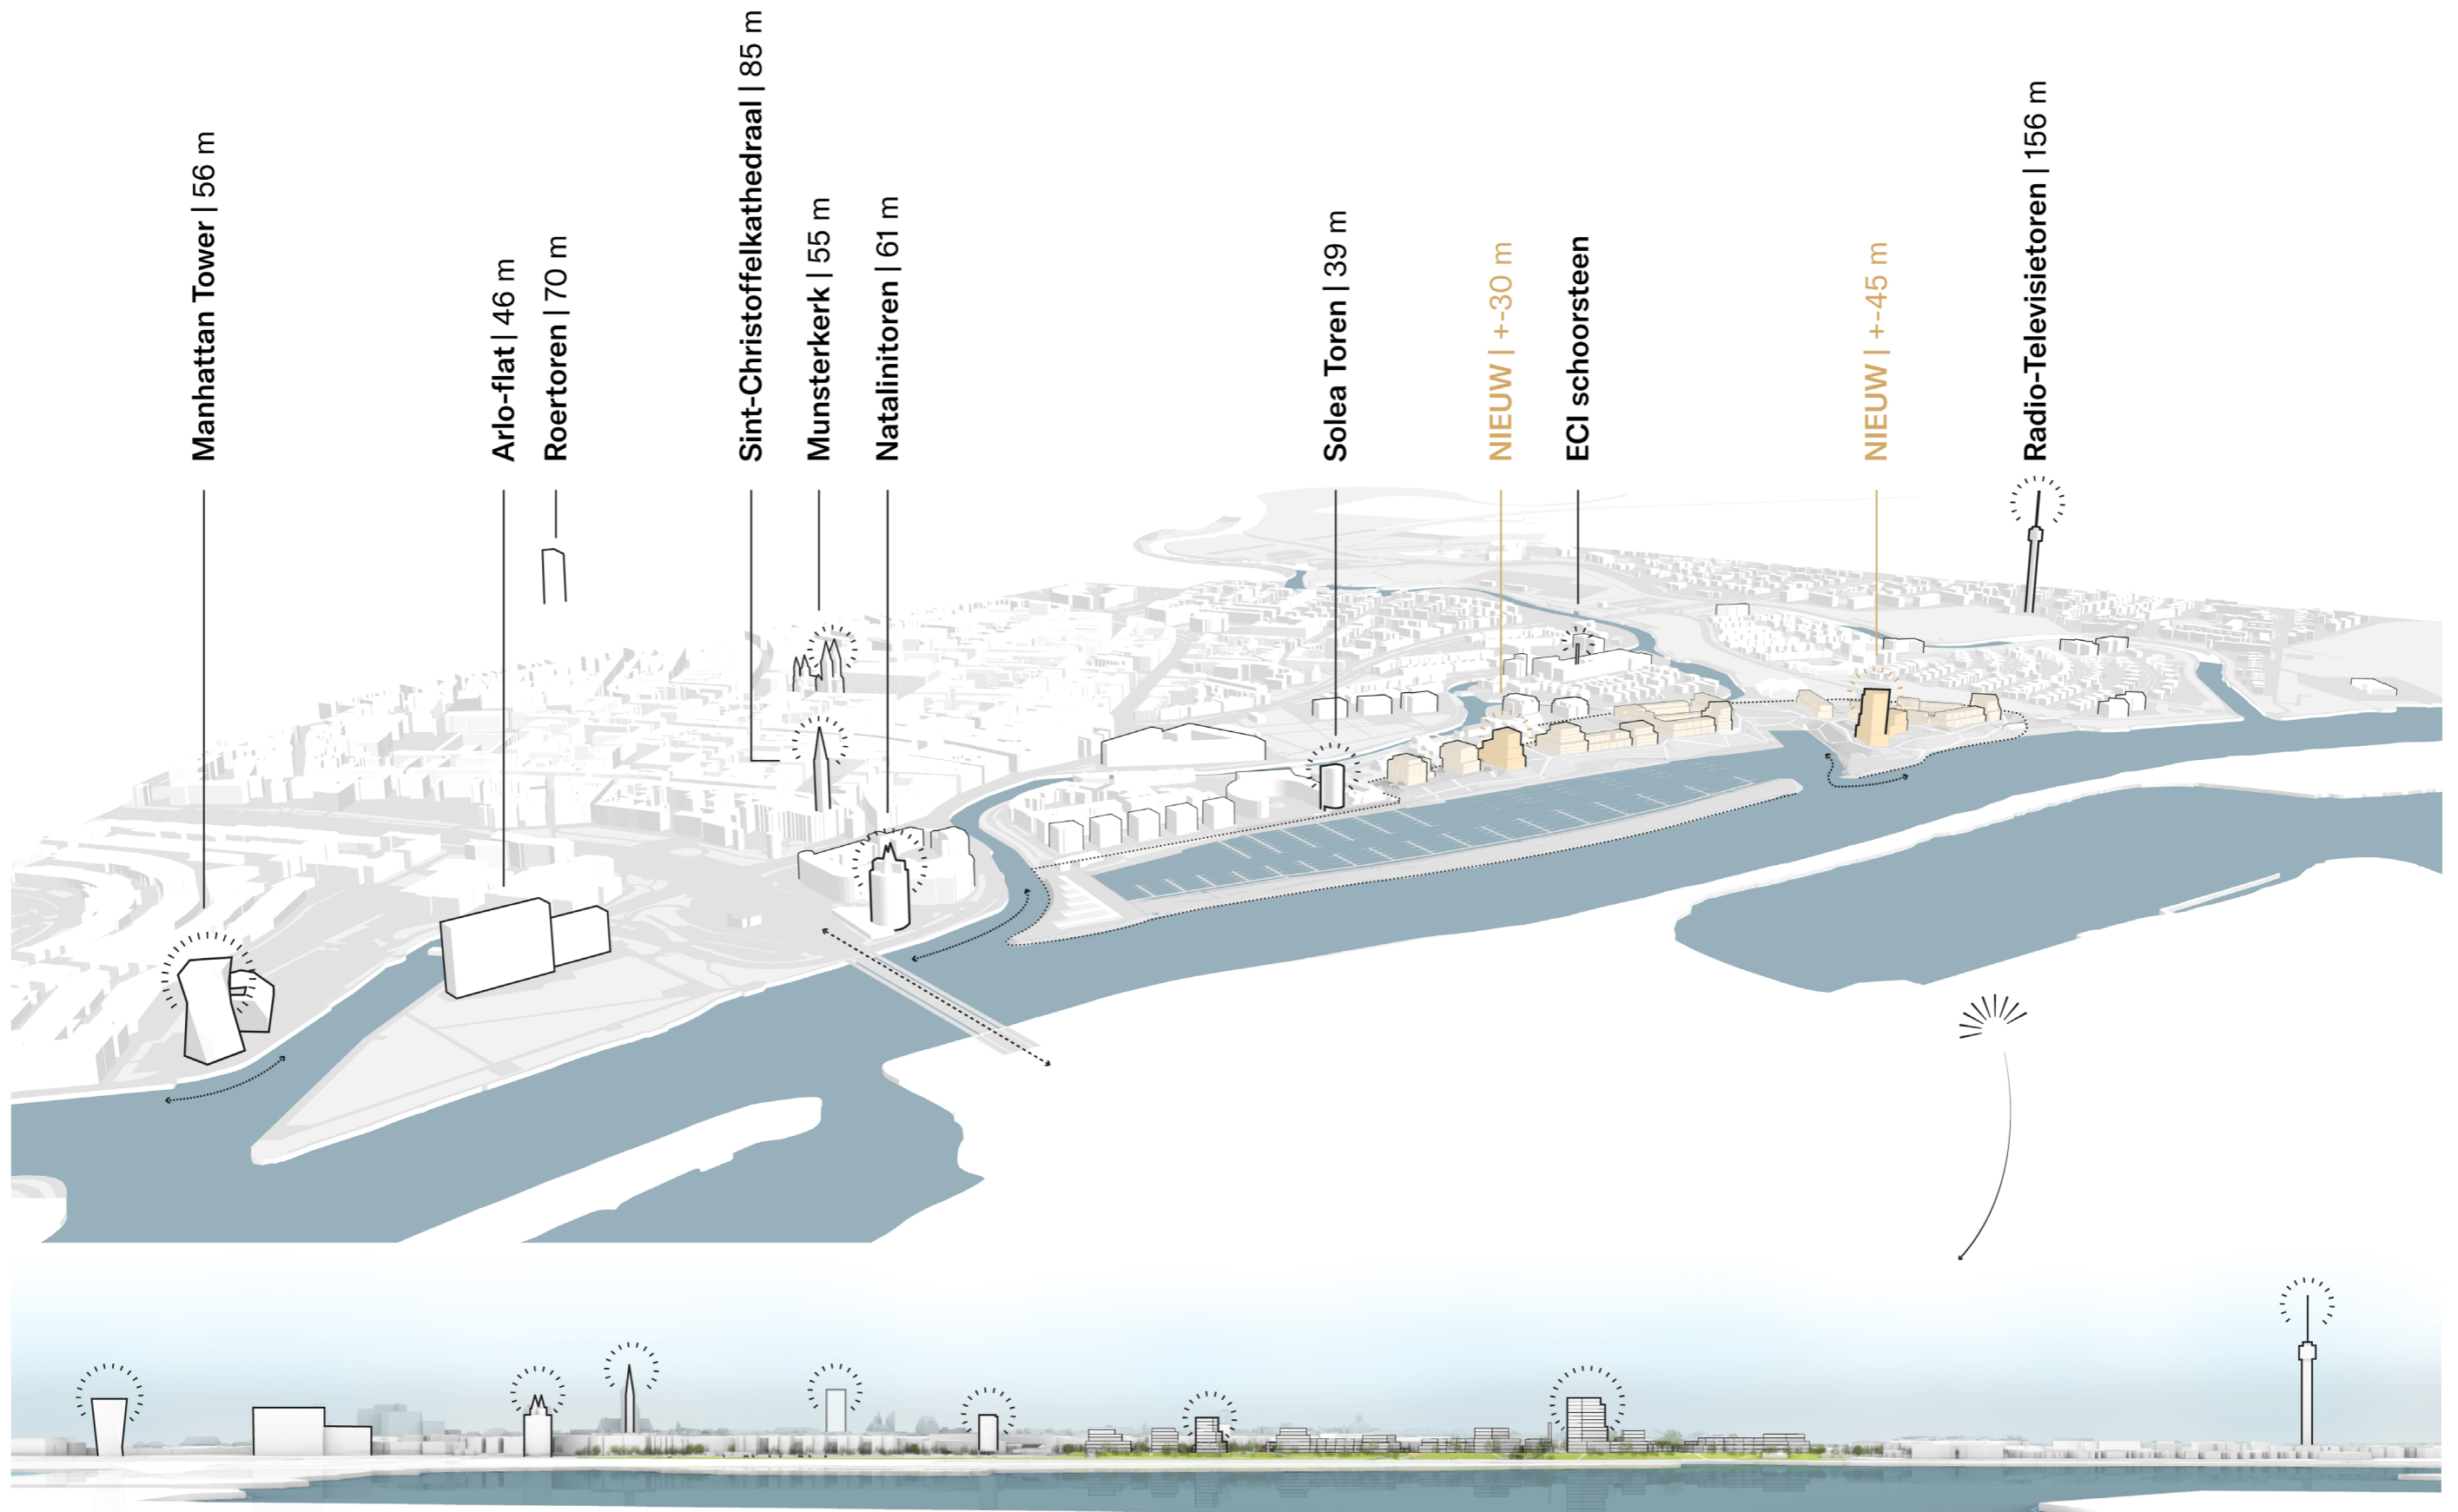 Manhattan Tower | 56 m
Arlo-flat | 46 m
Roertoren | 70 m
Sint-Christoffelkathedraal | 85 m
Munsterkerk | 55 m
Natalinitoren | 61 m
Solea Toren | 39 m
NIEUW | +-30 m
ECI schoorsteen
NIEUW | +-45 m
Radio-Televisietoren | 156 m